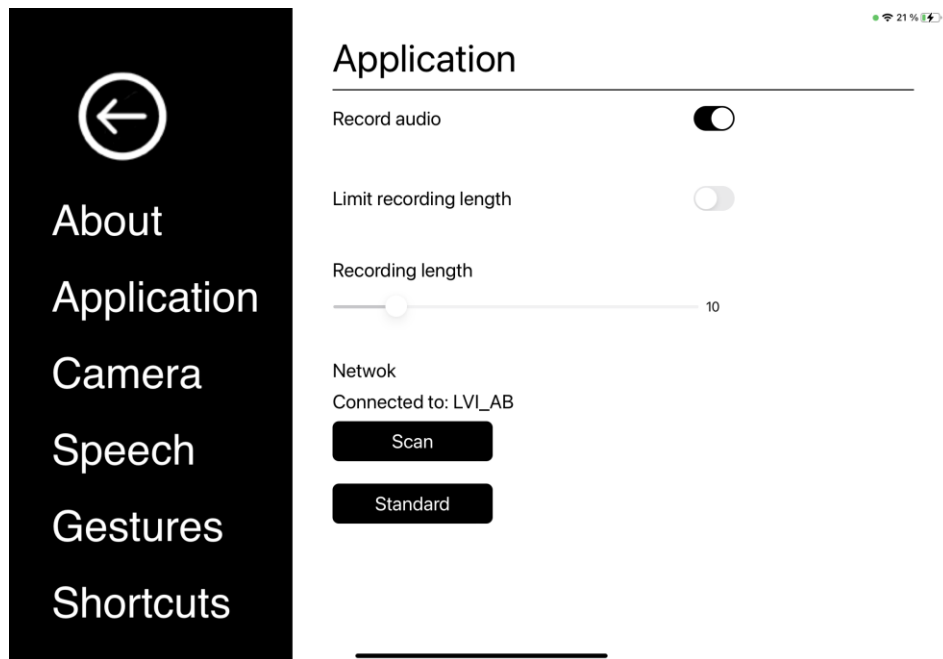 21 %
About
Application
Camera
Speech
Gestures
Shortcuts
Application
Record audio
Limit recording length
Recording length
10
Netwok
Connected to: LVI_AB
Scan
Standard